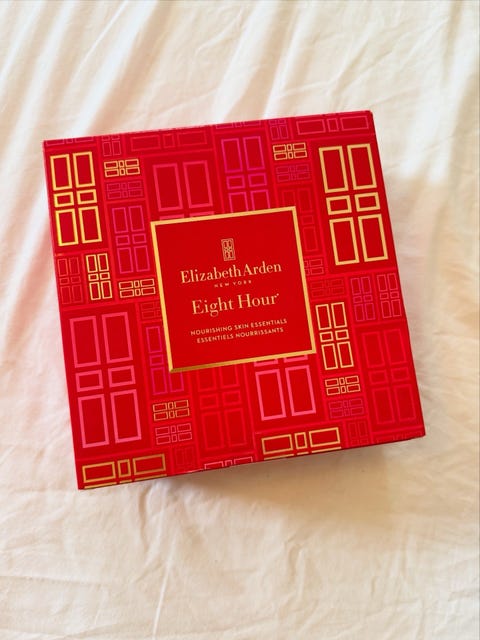 Elizabeth Arden
NEW YORK
Eight Hour®
NOURISHING SKIN ESSENTIALS
ESSENTIELS NOURRISSANTS